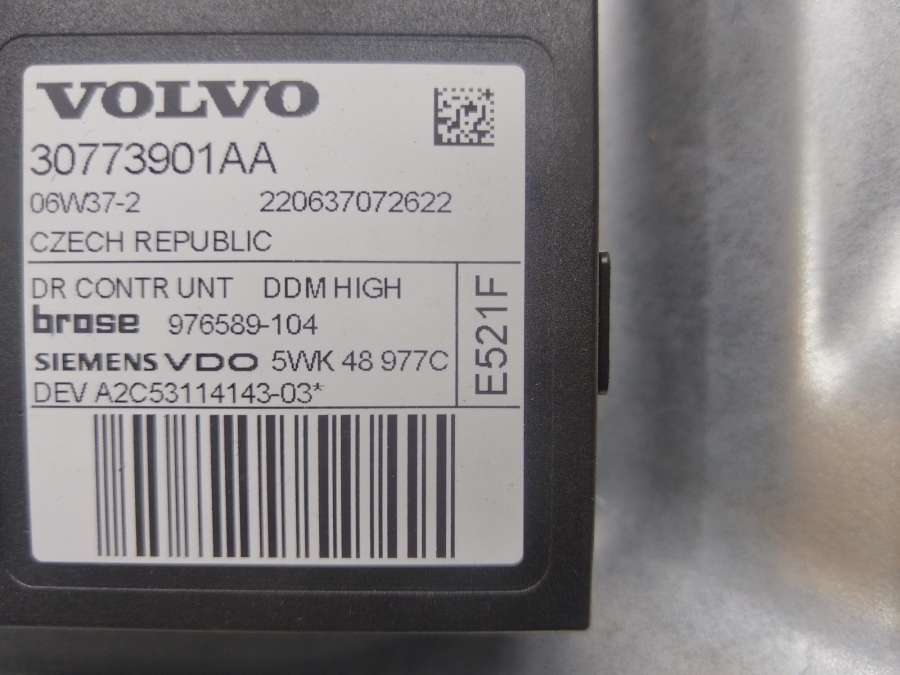 VOLVO
30773901AA
06W37-2 220637072622
CZECH REPUBLIC
DR CONTR UNT DDM HIGH
brose 976589-104
SIEMENS VDO 5WK 48 977C
DEV A2C53114143-03*
E521F